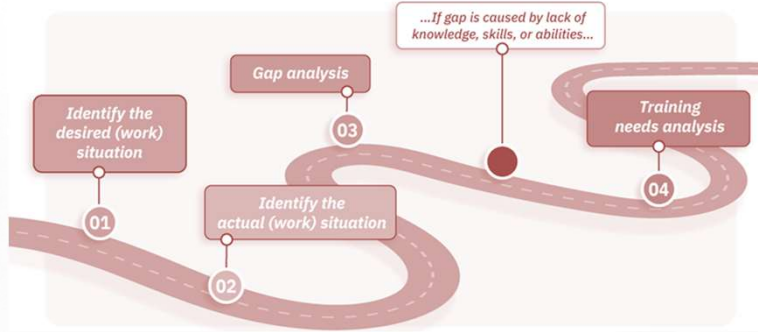 Identify the
desired (work)
situation
01
Identify the
actual (work) situation
02
Gap analysis
03
...If gap is caused by lack of
knowledge, skills, or abilities...
Training
needs analysis
04